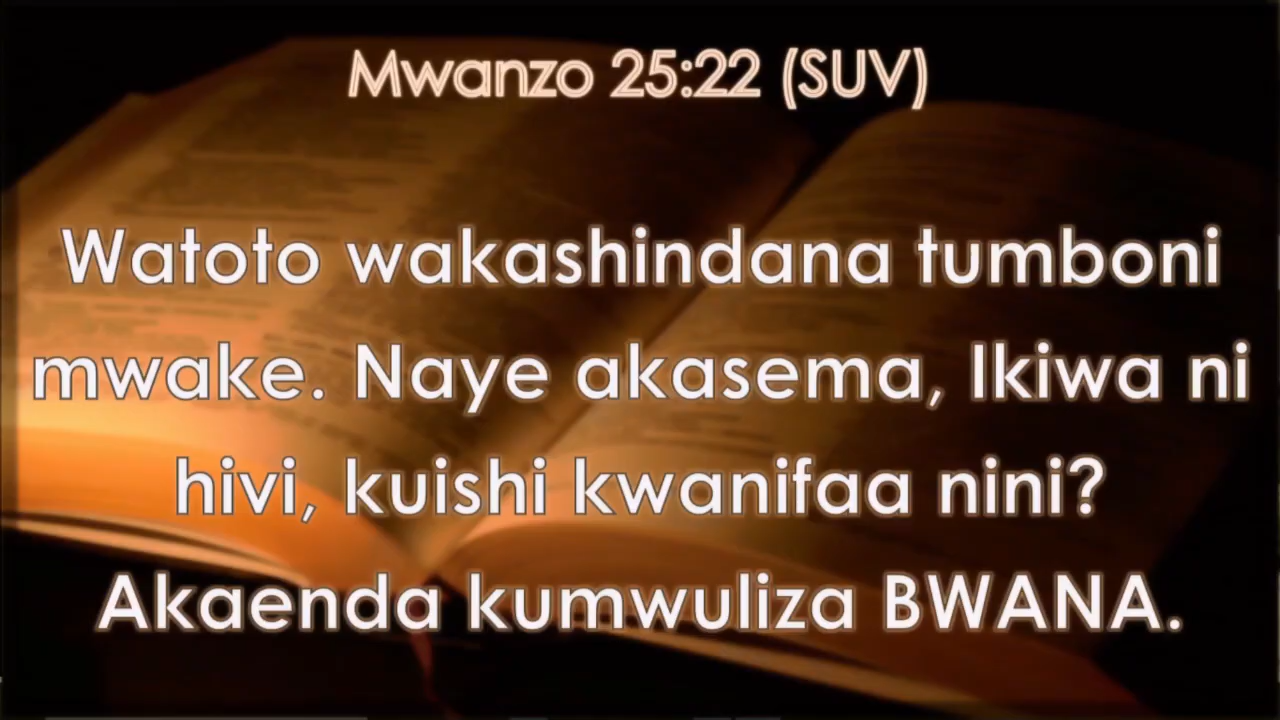 Mwanzo 25:22 (SUV)
Watoto wakashindana tumboni
mwake. Naye akasema, Ikiwa ni
hivi, kuishi kwanifaa nini?
Akaenda kumwuliza BWANA.